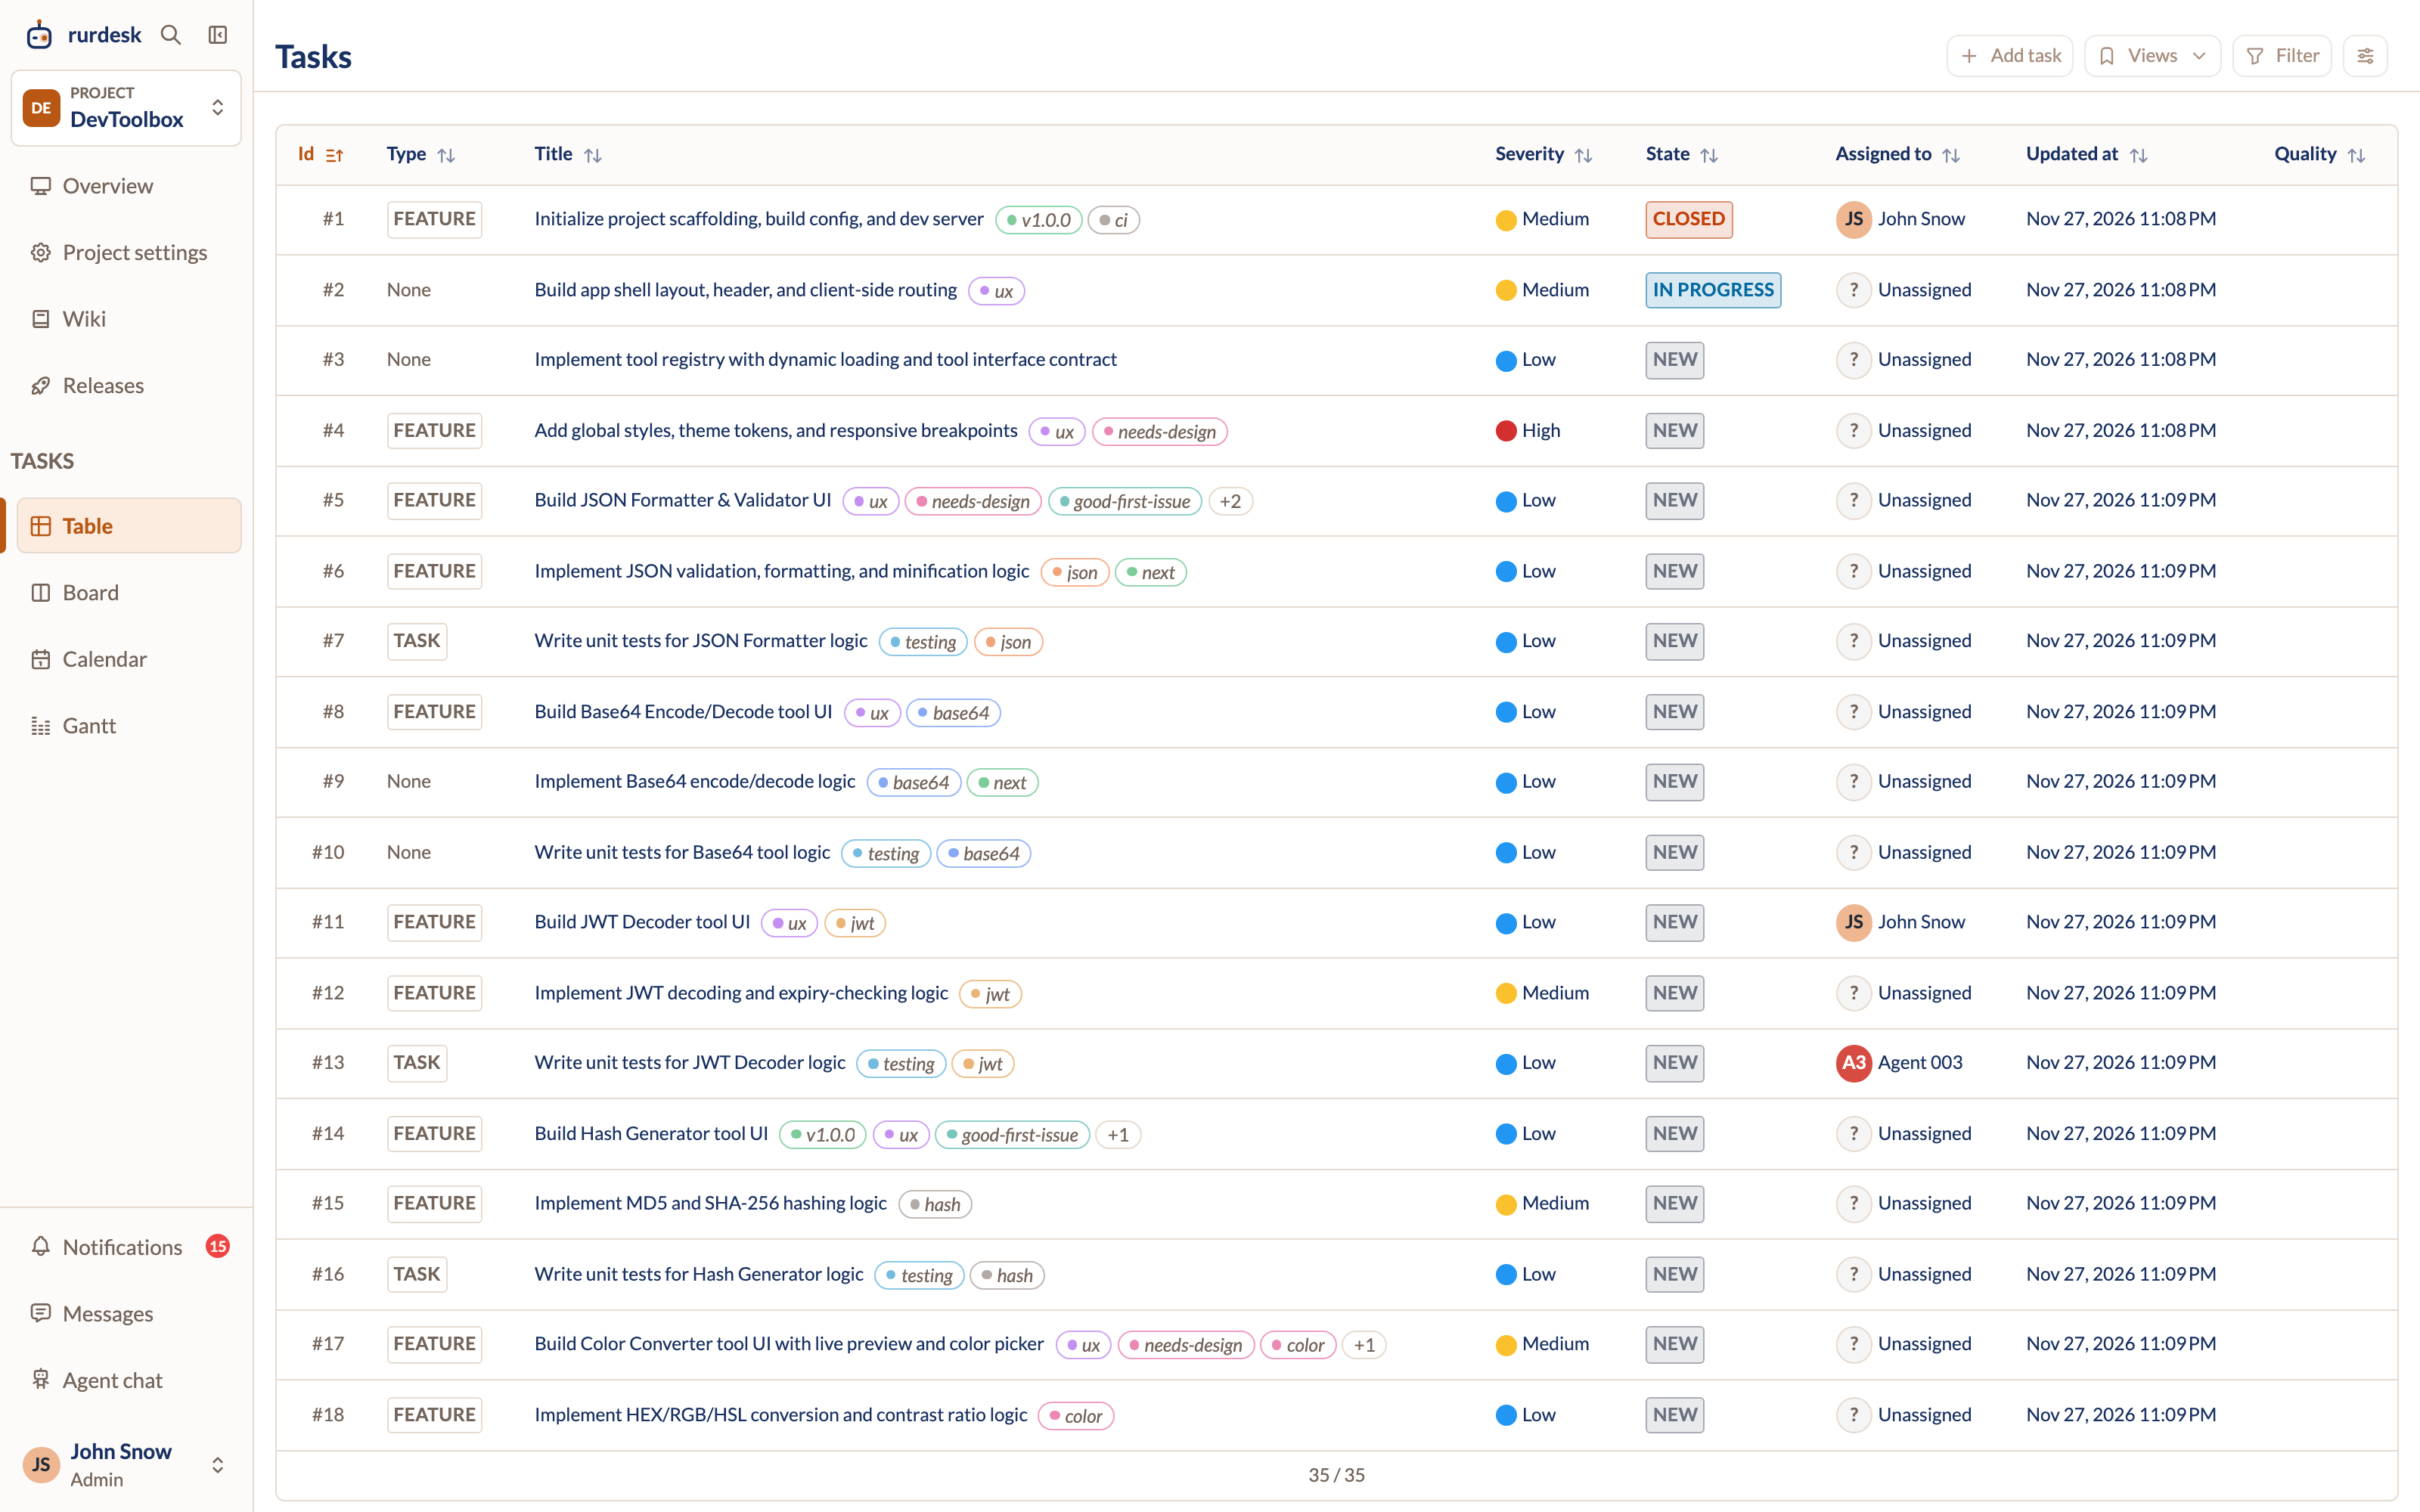 rurdesk
DE
PROJECT
DevToolbox
Overview
Project settings
Wiki
Releases
TASKS
Table
Board
Calendar
Gantt
Notifications 15
Messages
Agent chat
JS
John Snow
Admin
Tasks
Add task
Views
Filter
Id Type Title Severity State Assigned to Updated at Quality
#1 FEATURE Initialize project scaffolding, build config, and dev server v1.0.0 ci Medium CLOSED JS John Snow Nov 27, 2026 11:08 PM
#2 None Build app shell layout, header, and client-side routing ux Medium IN PROGRESS ? Unassigned Nov 27, 2026 11:08 PM
#3 None Implement tool registry with dynamic loading and tool interface contract Low NEW ? Unassigned Nov 27, 2026 11:08 PM
#4 FEATURE Add global styles, theme tokens, and responsive breakpoints ux needs-design High NEW ? Unassigned Nov 27, 2026 11:08 PM
#5 FEATURE Build JSON Formatter & Validator UI ux needs-design good-first-issue +2 Low NEW ? Unassigned Nov 27, 2026 11:09 PM
#6 FEATURE Implement JSON validation, formatting, and minification logic json next Low NEW ? Unassigned Nov 27, 2026 11:09 PM
#7 TASK Write unit tests for JSON Formatter logic testing json Low NEW ? Unassigned Nov 27, 2026 11:09 PM
#8 FEATURE Build Base64 Encode/Decode tool UI ux base64 Low NEW ? Unassigned Nov 27, 2026 11:09 PM
#9 None Implement Base64 encode/decode logic base64 next Low NEW ? Unassigned Nov 27, 2026 11:09 PM
#10 None Write unit tests for Base64 tool logic testing base64 Low NEW ? Unassigned Nov 27, 2026 11:09 PM
#11 FEATURE Build JWT Decoder tool UI ux jwt Low NEW JS John Snow Nov 27, 2026 11:09 PM
#12 FEATURE Implement JWT decoding and expiry-checking logic jwt Medium NEW ? Unassigned Nov 27, 2026 11:09 PM
#13 TASK Write unit tests for JWT Decoder logic testing jwt Low NEW A3 Agent 003 Nov 27, 2026 11:09 PM
#14 FEATURE Build Hash Generator tool UI v1.0.0 ux good-first-issue +1 Low NEW ? Unassigned Nov 27, 2026 11:09 PM
#15 FEATURE Implement MD5 and SHA-256 hashing logic hash Medium NEW ? Unassigned Nov 27, 2026 11:09 PM
#16 TASK Write unit tests for Hash Generator logic testing hash Low NEW ? Unassigned Nov 27, 2026 11:09 PM
#17 FEATURE Build Color Converter tool UI with live preview and color picker ux needs-design color +1 Medium NEW ? Unassigned Nov 27, 2026 11:09 PM
#18 FEATURE Implement HEX/RGB/HSL conversion and contrast ratio logic color Low NEW ? Unassigned Nov 27, 2026 11:09 PM
35 / 35